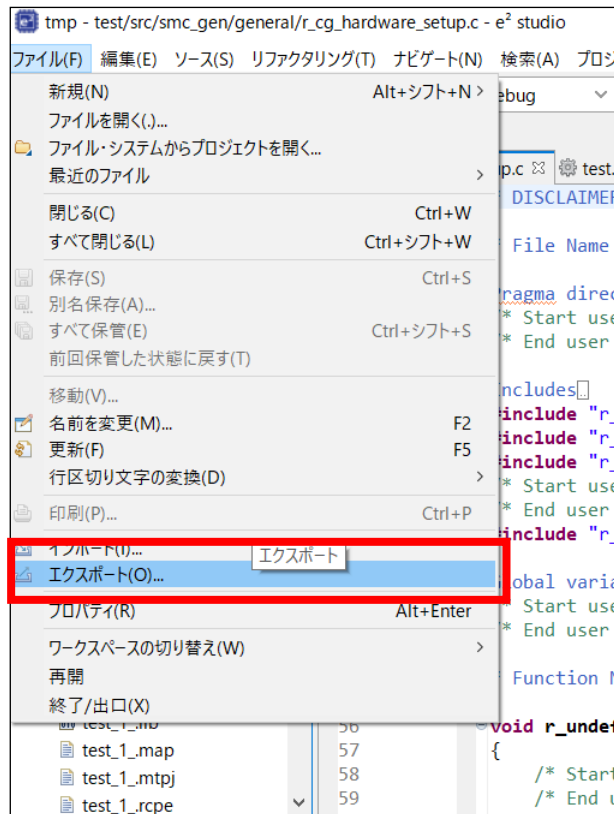 tmp - test/src/smc_gen/general/r_cg_hardware_setup.c - e² studio
ファイル(F) 編集(E) ソース(S) リファクタリング(T) ナビゲート(N) 検索(A) プロジ
新規(N) Alt+シフト+N >
ebug
ファイルを開く(.)...
ファイル・システムからプロジェクトを開く...
最近のファイル >
p.c test.
閉じる(C) Ctrl+W
DISCLAIMER
すべて閉じる(L) Ctrl+シフト+W
File Name
保存(S) Ctrl+S
別名保存(A)...
Pragma direc
すべて保管(E) Ctrl+シフト+S
* Start use
前回保管した状態に戻す(T)
* End user
移動(V)...
ncludes
名前を変更(M)... F2
#include "r_
更新(F) F5
#include "r_
#include "r_
行区切り文字の変換(D) >
* Start use
印刷(P)... Ctrl+P
* End user
#include "r_
インポート(I)...
エクスポート
エクスポート(O)...
lobal varia
プロパティ(R) Alt+Enter
* Start use
* End user
ワークスペースの切り替え(W) >
再開
Function N
終了/出口(X)
56 void r_undef
test_1_.map
57 {
test_1_.mtpj
58 /* Start
test_1_.rcpe
59 /* End u